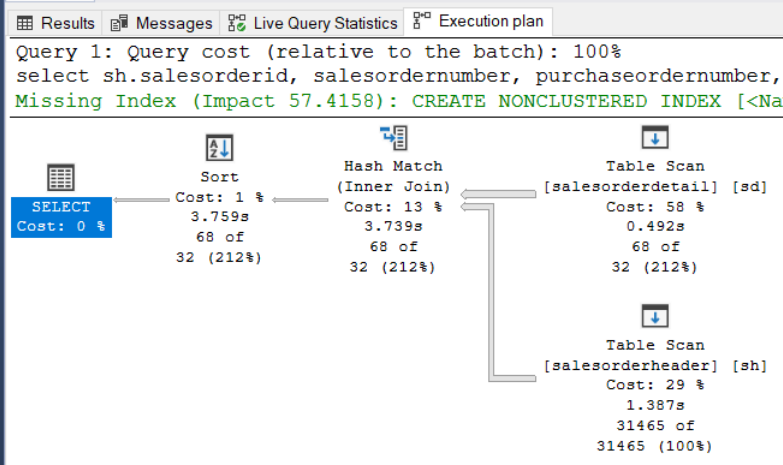 Results Messages Live Query Statistics Execution plan
Query 1: Query cost (relative to the batch): 100%
select sh.salesorderid, salesordernumber, purchaseordernumber,
Missing Index (Impact 57.4158): CREATE NONCLUSTERED INDEX [<Na
SELECT
Cost: 0 %
Sort
Cost: 1 %
3.759s
68 of
32 (212%)
Hash Match
(Inner Join)
Cost: 13 %
3.739s
68 of
32 (212%)
Table Scan
[salesorderdetail] [sd]
Cost: 58 %
0.492s
68 of
32 (212%)
Table Scan
[salesorderheader] [sh]
Cost: 29 %
1.387s
31465 of
31465 (100%)